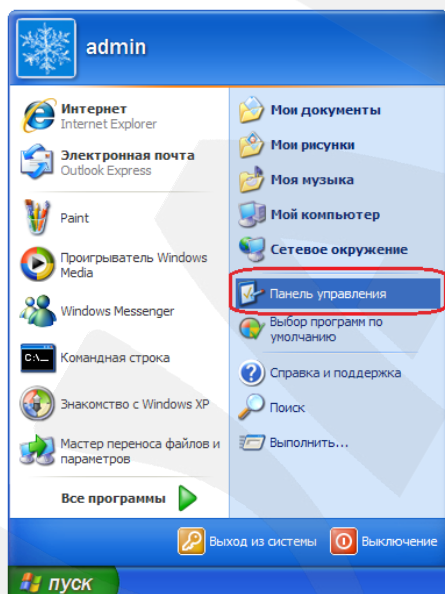 admin
Интернет
Internet Explorer
Электронная почта
Outlook Express
Paint
Проигрыватель Windows
Media
Windows Messenger
C:\_
Командная строка
Знакомство с Windows XP
Мастер переноса файлов и
параметров
Все программы
Мои документы
Мои рисунки
Моя музыка
Мой компьютер
Сетевое окружение
Панель управления
Выбор программ по
умолчанию
Справка и поддержка
Поиск
Выполнить...
Выход из системы
Выключение
пуск